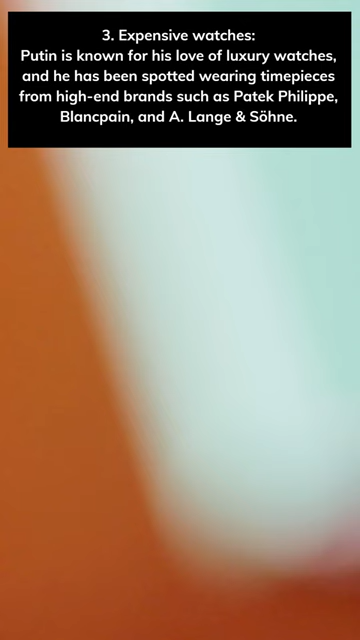 3. Expensive watches:
Putin is known for his love of luxury watches,
and he has been spotted wearing timepieces
from high-end brands such as Patek Philippe,
Blancpain, and A. Lange & Söhne.